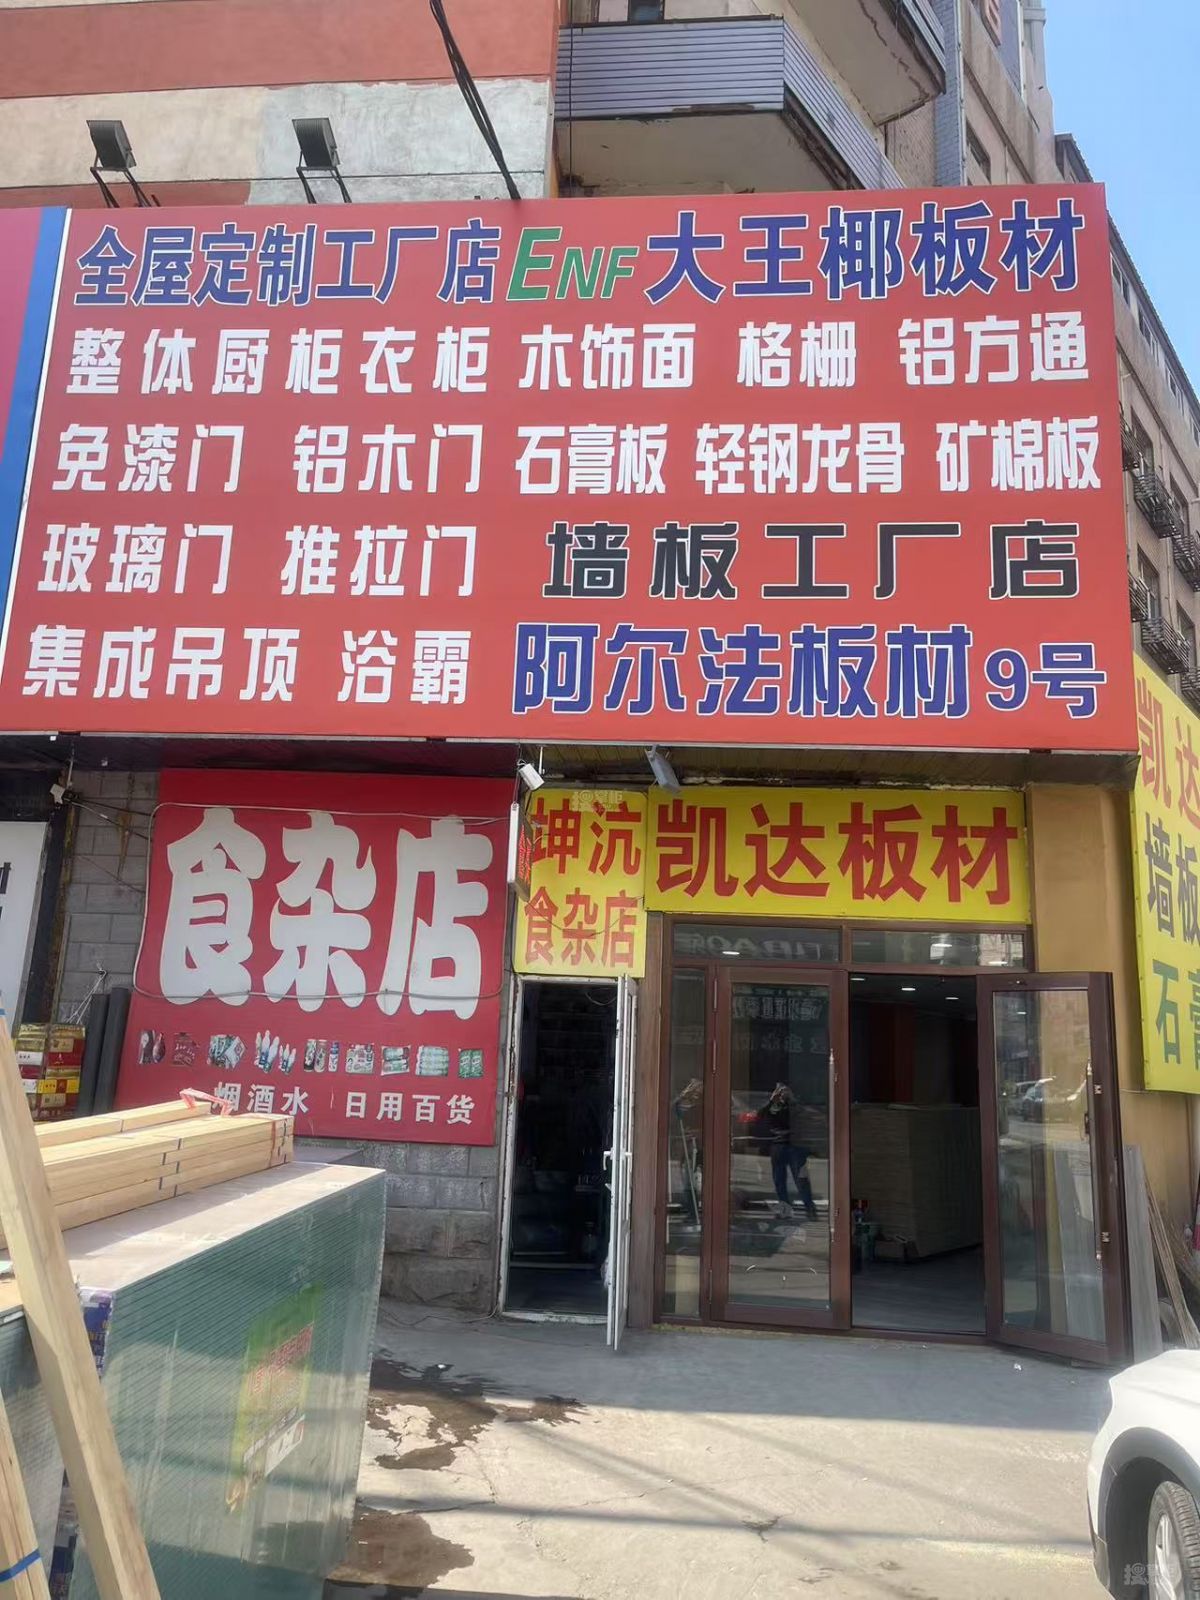 全屋定制工厂店ENF大王椰板材
整体厨柜衣柜 木饰面 格栅 铝方通
免漆门 铝木门 石膏板 轻钢龙骨 矿棉板
玻璃门 推拉门 墙板工厂店
集成吊顶 浴霸 阿尔法板材9号
食杂店
烟酒水 日用百货
坤沆
食杂店
凯达板材
凯达
墙板
石膏